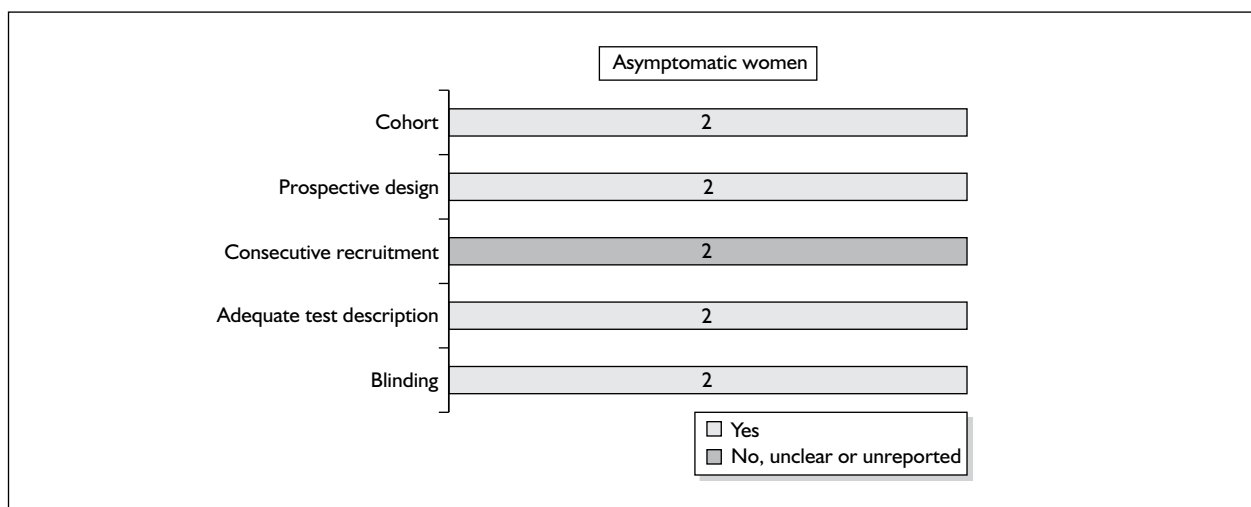 Asymptomatic women
Cohort
2
Prospective design
2
Consecutive recruitment
2
Adequate test description
2
Blinding
2
Yes
No, unclear or unreported